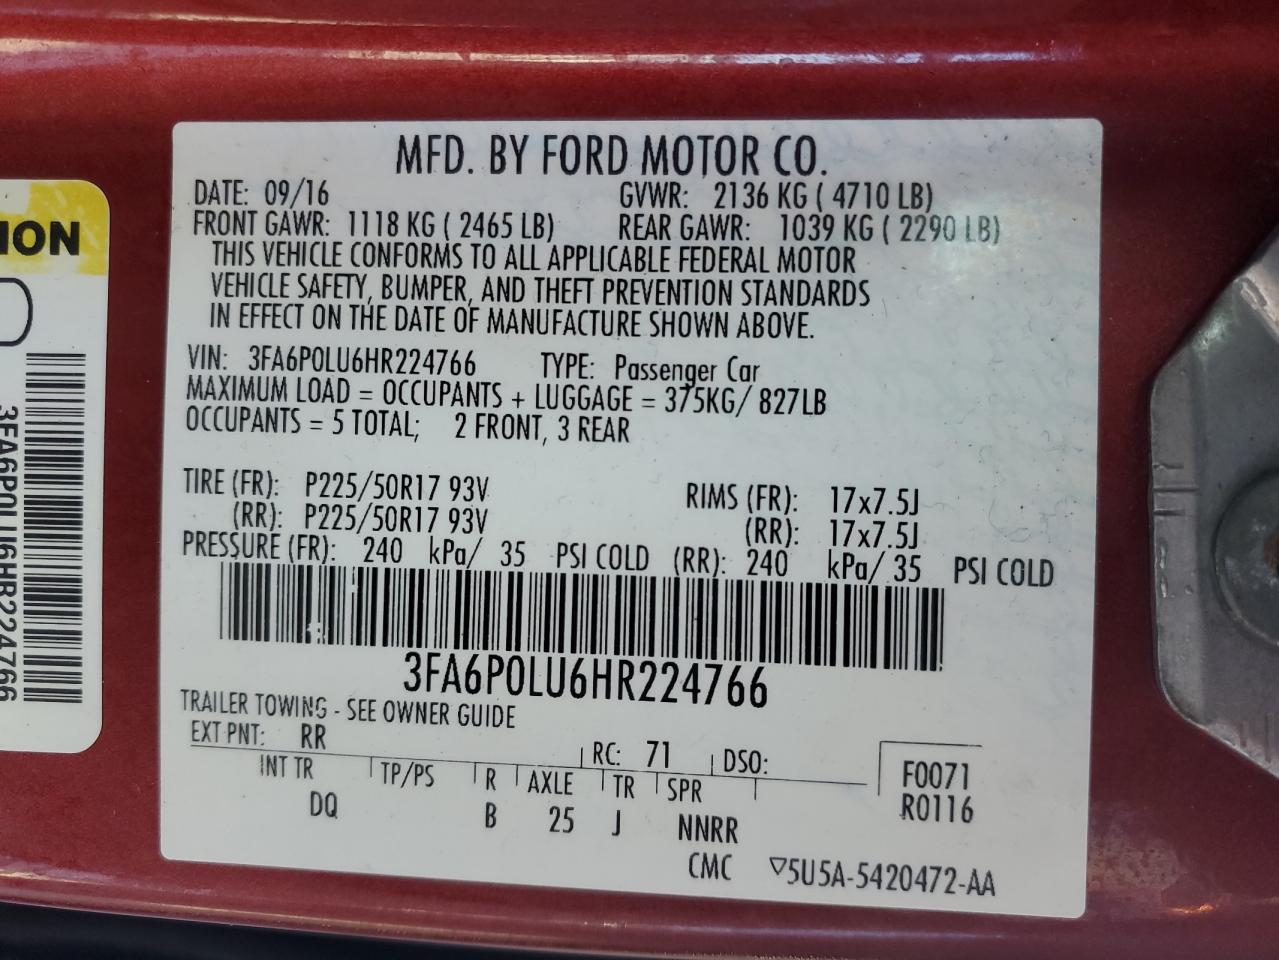 MFD. BY FORD MOTOR CO.
DATE: 09/16 GVWR: 2136 KG ( 4710 LB)
FRONT GAWR: 1118 KG ( 2465 LB) REAR GAWR: 1039 KG ( 2290 LB)
THIS VEHICLE CONFORMS TO ALL APPLICABLE FEDERAL MOTOR
VEHICLE SAFETY, BUMPER, AND THEFT PREVENTION STANDARDS
IN EFFECT ON THE DATE OF MANUFACTURE SHOWN ABOVE.
VIN: 3FA6P0LU6HR224766 TYPE: Passenger Car
MAXIMUM LOAD = OCCUPANTS + LUGGAGE = 375KG/ 827LB
OCCUPANTS = 5 TOTAL; 2 FRONT, 3 REAR
TIRE (FR): P225/50R17 93V RIMS (FR): 17x7.5J
(RR): P225/50R17 93V (RR): 17x7.5J
PRESSURE (FR): 240 kPa/ 35 PSI COLD (RR): 240 kPa/ 35 PSI COLD
3FA6P0LU6HR224766
TRAILER TOWING - SEE OWNER GUIDE
EXT PNT: RR RC: 71 DSO:
INT TR TP/PS R AXLE TR SPR
DQ B 25 J NNRR
F0071
R0116
CMC ▽5U5A-5420472-AA
ION
3FA6P0LU6HR224766